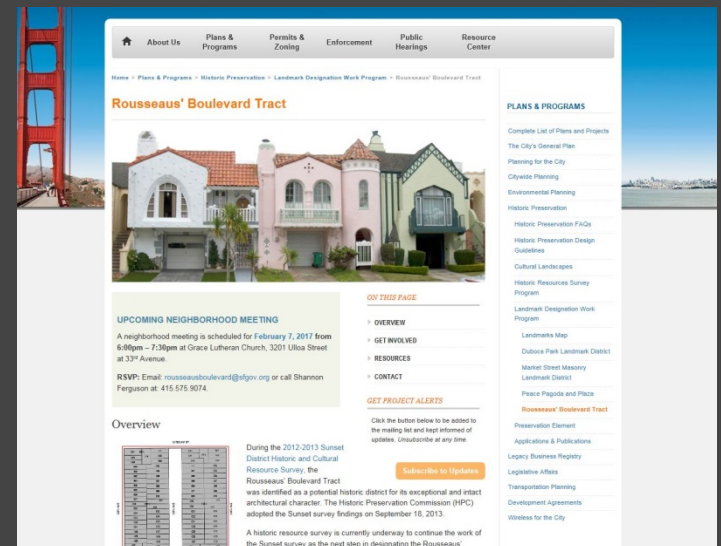 About Us
Plans &
Programs
Permits &
Zoning
Enforcement
Public
Hearings
Resource
Center
Home > Plans & Programs > Historic Preservation > Landmark Designation Work Program > Rousseaus' Boulevard Tract
Rousseaus' Boulevard Tract
UPCOMING NEIGHBORHOOD MEETING
A neighborhood meeting is scheduled for February 7, 2017 from
6:00pm – 7:30pm at Grace Lutheran Church, 3201 Ulloa Street
at 33rd Avenue.
RSVP: Email: rousseausboulevard@sfgov.org or call Shannon
Ferguson at: 415.575.9074.
Overview
During the 2012-2013 Sunset
District Historic and Cultural
Resource Survey, the
Rousseaus' Boulevard Tract
was identified as a potential historic district for its exceptional and intact
architectural character. The Historic Preservation Commission (HPC)
adopted the Sunset survey findings on September 18, 2013.
A historic resource survey is currently underway to continue the work of
the Sunset survey as the next step in designating the Rousseaus'
ON THIS PAGE
> OVERVIEW
> GET INVOLVED
> RESOURCES
> CONTACT
GET PROJECT ALERTS
Click the button below to be added to
the mailing list and kept informed of
updates. Unsubscribe at any time.
Subscribe to Updates
PLANS & PROGRAMS
Complete List of Plans and Projects
The City's General Plan
Planning for the City
Citywide Planning
Environmental Planning
Historic Preservation
Historic Preservation FAQs
Historic Preservation Design
Guidelines
Cultural Landscapes
Historic Resources Survey
Program
Landmark Designation Work
Program
Landmarks Map
Duboce Park Landmark District
Market Street Masonry
Landmark District
Peace Pagoda and Plaza
Rousseaus' Boulevard Tract
Preservation Element
Applications & Publications
Legacy Business Registry
Legislative Affairs
Transportation Planning
Development Agreements
Wireless for the City